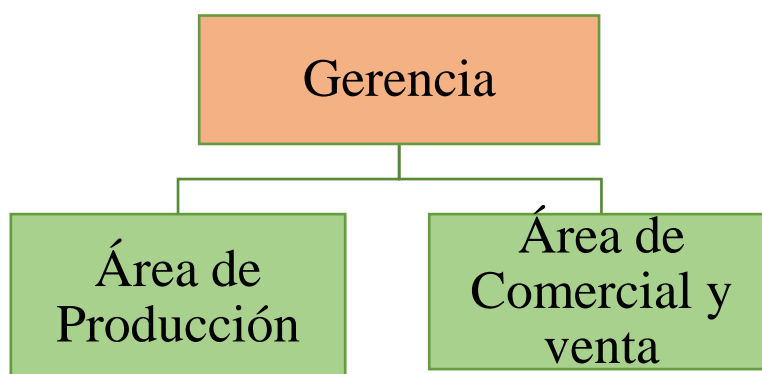 Gerencia
Área de
Producción
Área de
Comercial y
venta